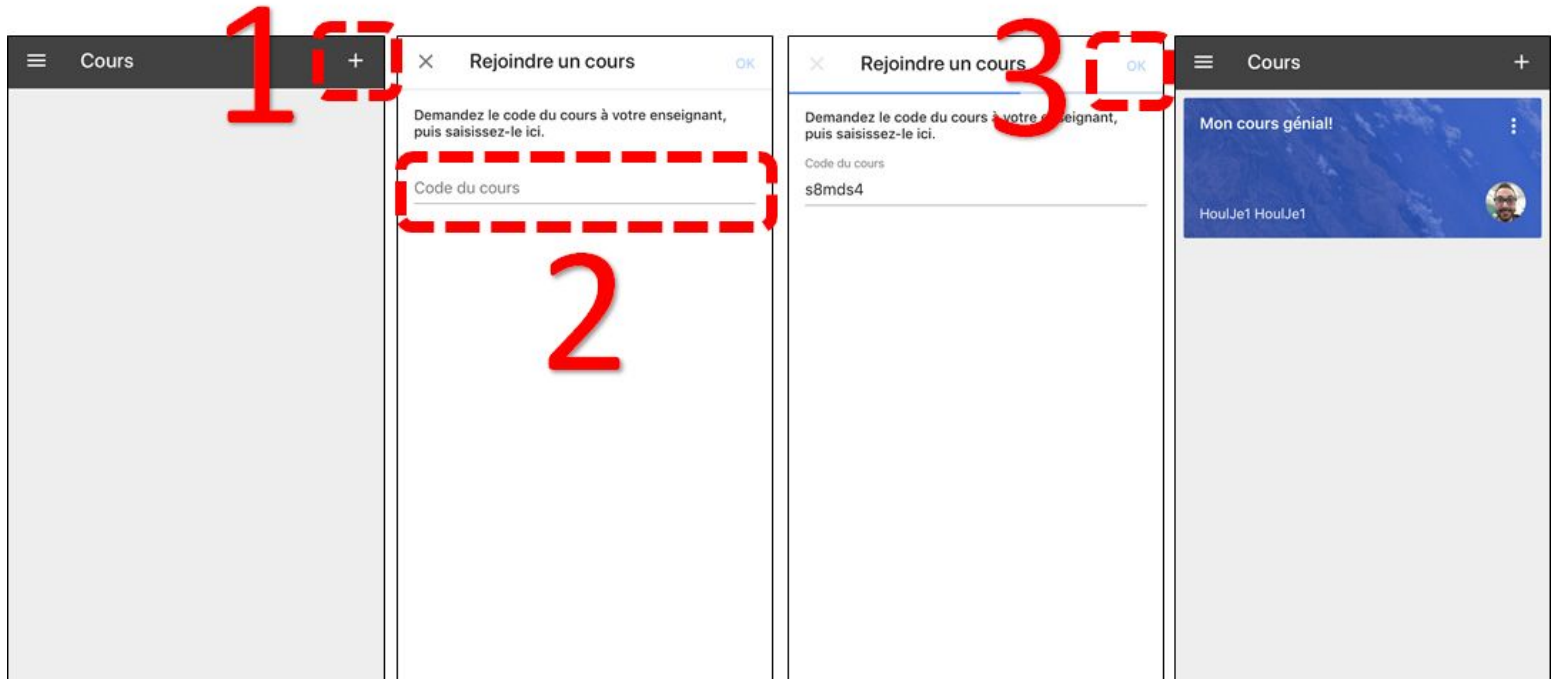 1
Cours
+
Rejoindre un cours
OK
Demandez le code du cours à votre enseignant,
puis saisissez-le ici.
Code du cours
2
Rejoindre un cours
OK
3
Demandez le code du cours à votre enseignant,
puis saisissez-le ici.
Code du cours
s8mds4
Cours
+
Mon cours génial!
HoulJe1 HoulJe1